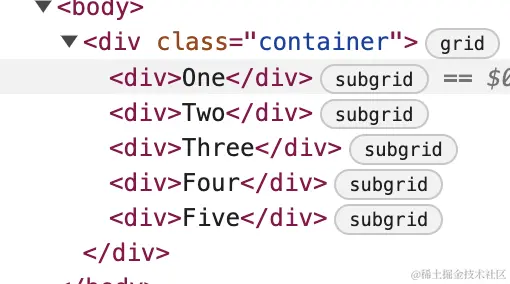 ▼<body>
▼<div class="container"> grid
<div>One</div> subgrid == $0
<div>Two</div> subgrid
<div>Three</div> subgrid
<div>Four</div> subgrid
<div>Five</div> subgrid
</div>
</body>
@稀土掘金技术社区